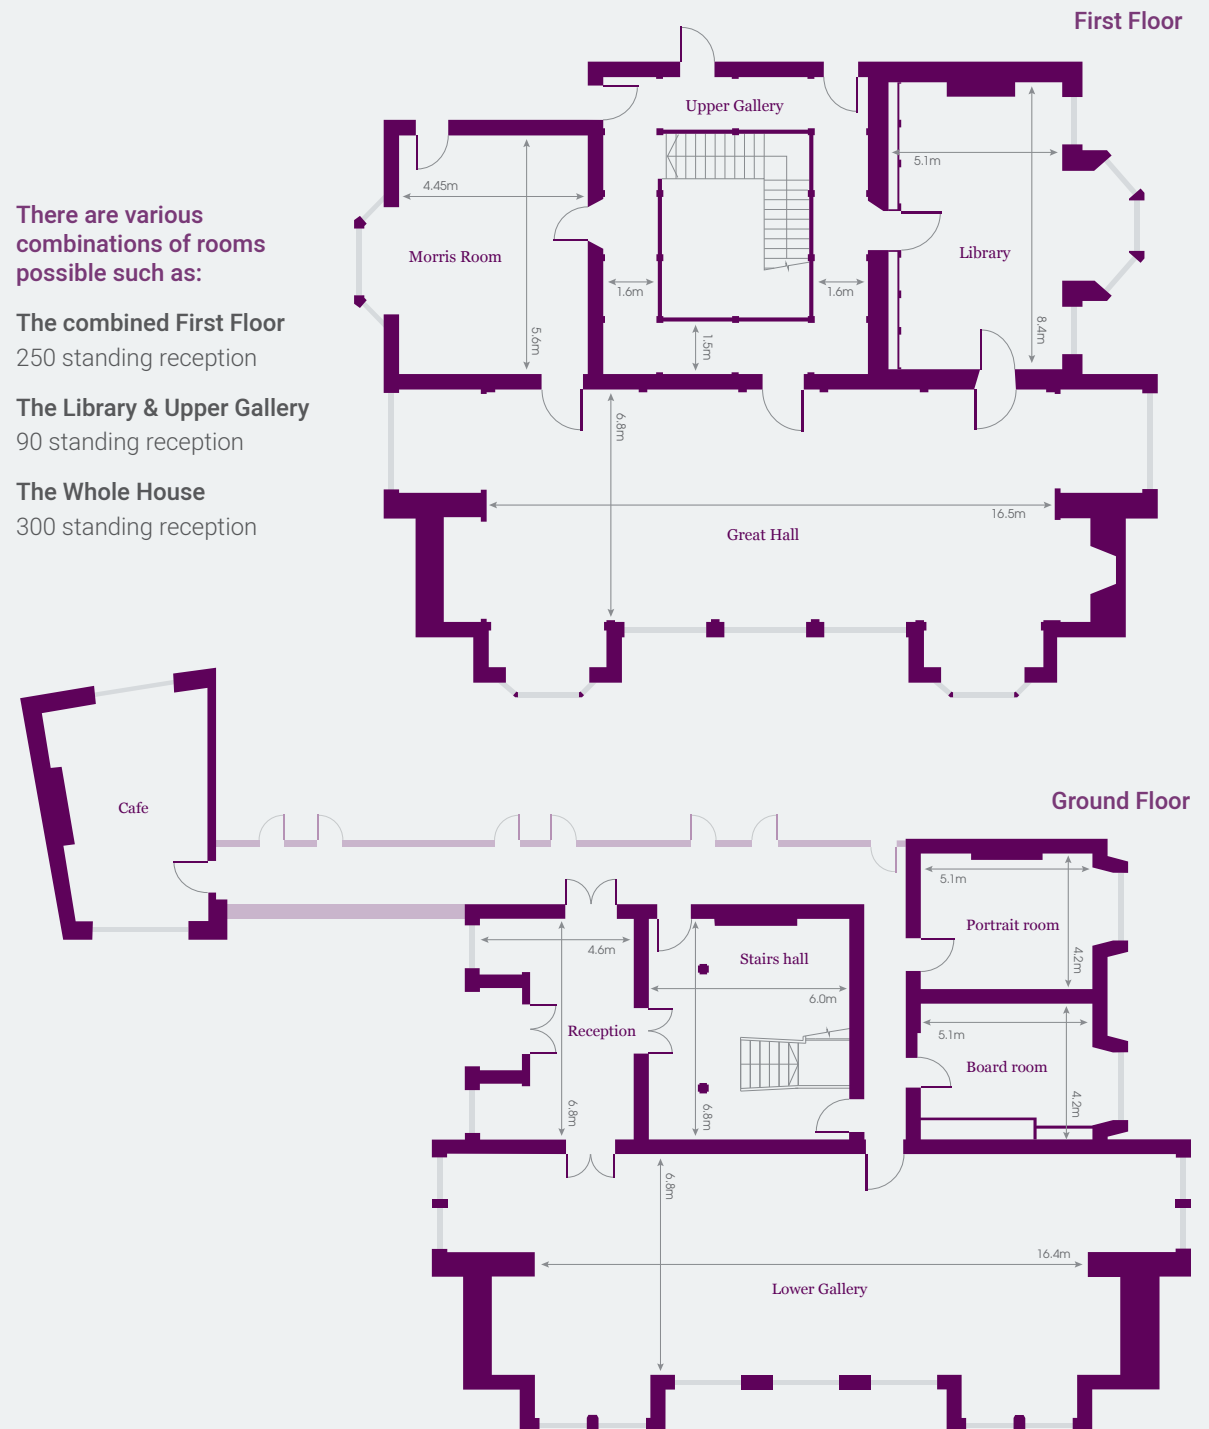 First Floor
Upper Gallery
5.1m
4.45m
There are various
combinations of rooms
possible such as:
Morris Room
Library
1.6m
1.6m
The combined First Floor
250 standing reception
5.6m
1.5m
8.4m
The Library & Upper Gallery
90 standing reception
6.8m
The Whole House
300 standing reception
16.5m
Great Hall
Cafe
Ground Floor
5.1m
Portrait room
4.2m
4.6m
Stairs hall
6.0m
Reception
5.1m
Board room
4.2m
6.8m
6.8m
6.8m
16.4m
Lower Gallery